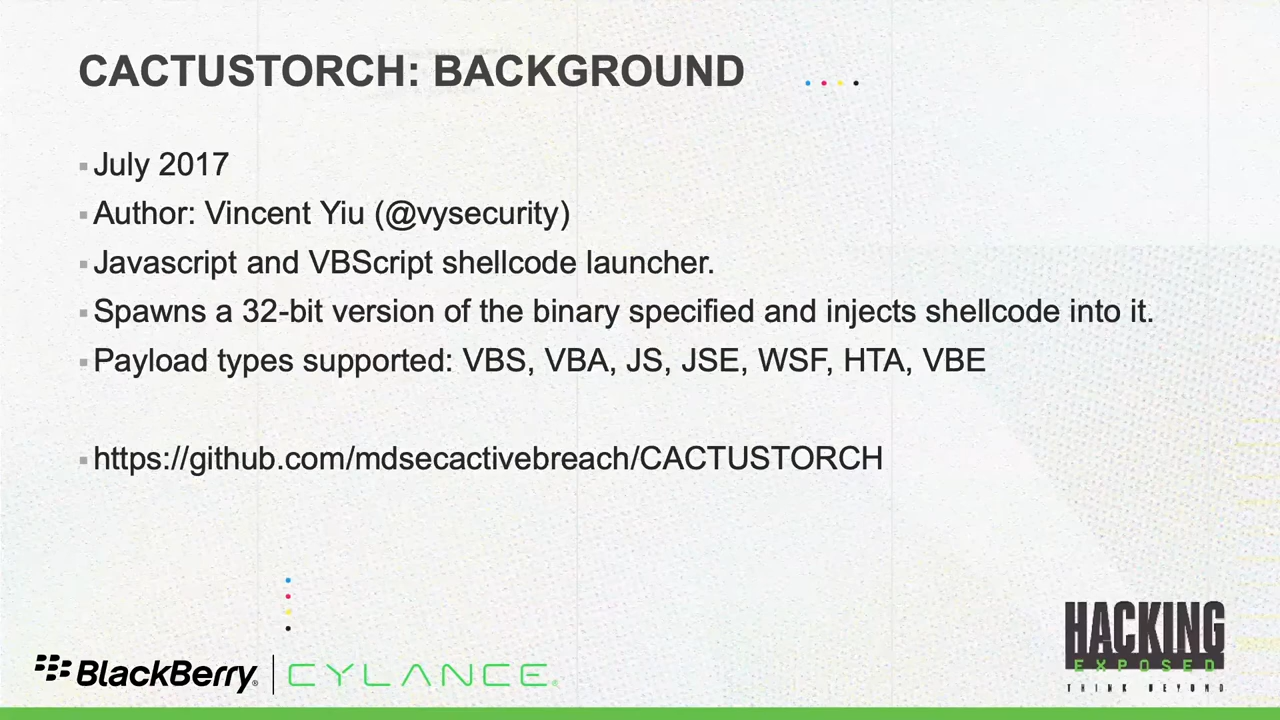 CACTUSTORCH: BACKGROUND
July 2017
Author: Vincent Yiu (@vysecurity)
Javascript and VBScript shellcode launcher.
Spawns a 32-bit version of the binary specified and injects shellcode into it.
Payload types supported: VBS, VBA, JS, JSE, WSF, HTA, VBE
https://github.com/mdsecactivebreach/CACTUSTORCH
BlackBerry® | CYLANCE®
HACKING
EXPOSED
THINK BEYOND